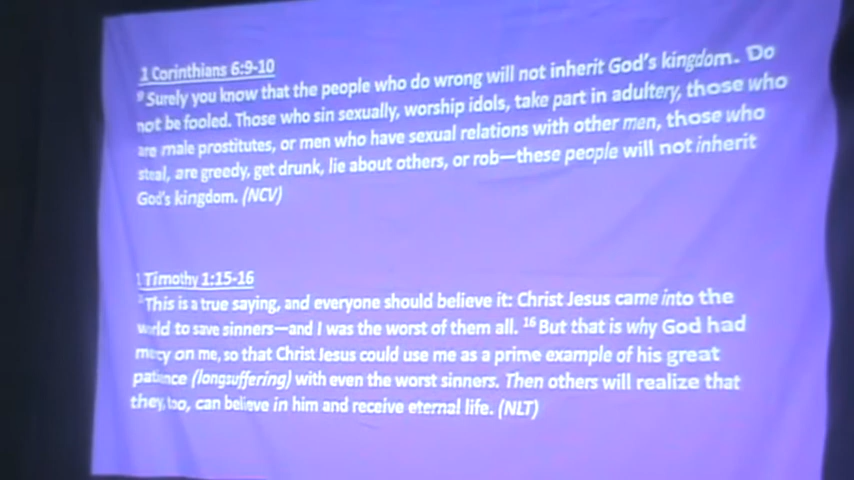 1 Corinthians 6:9-10
⁹ Surely you know that the people who do wrong will not inherit God's kingdom. Do
not be fooled. Those who sin sexually, worship idols, take part in adultery, those who
are male prostitutes, or men who have sexual relations with other men, those who
steal, are greedy, get drunk, lie about others, or rob—these people will not inherit
God's kingdom. (NCV)
1 Timothy 1:15-16
This is a true saying, and everyone should believe it: Christ Jesus came into the
world to save sinners—and I was the worst of them all. ¹⁶ But that is why God had
mercy on me, so that Christ Jesus could use me as a prime example of his great
patience (longsuffering) with even the worst sinners. Then others will realize that
they, too, can believe in him and receive eternal life. (NLT)